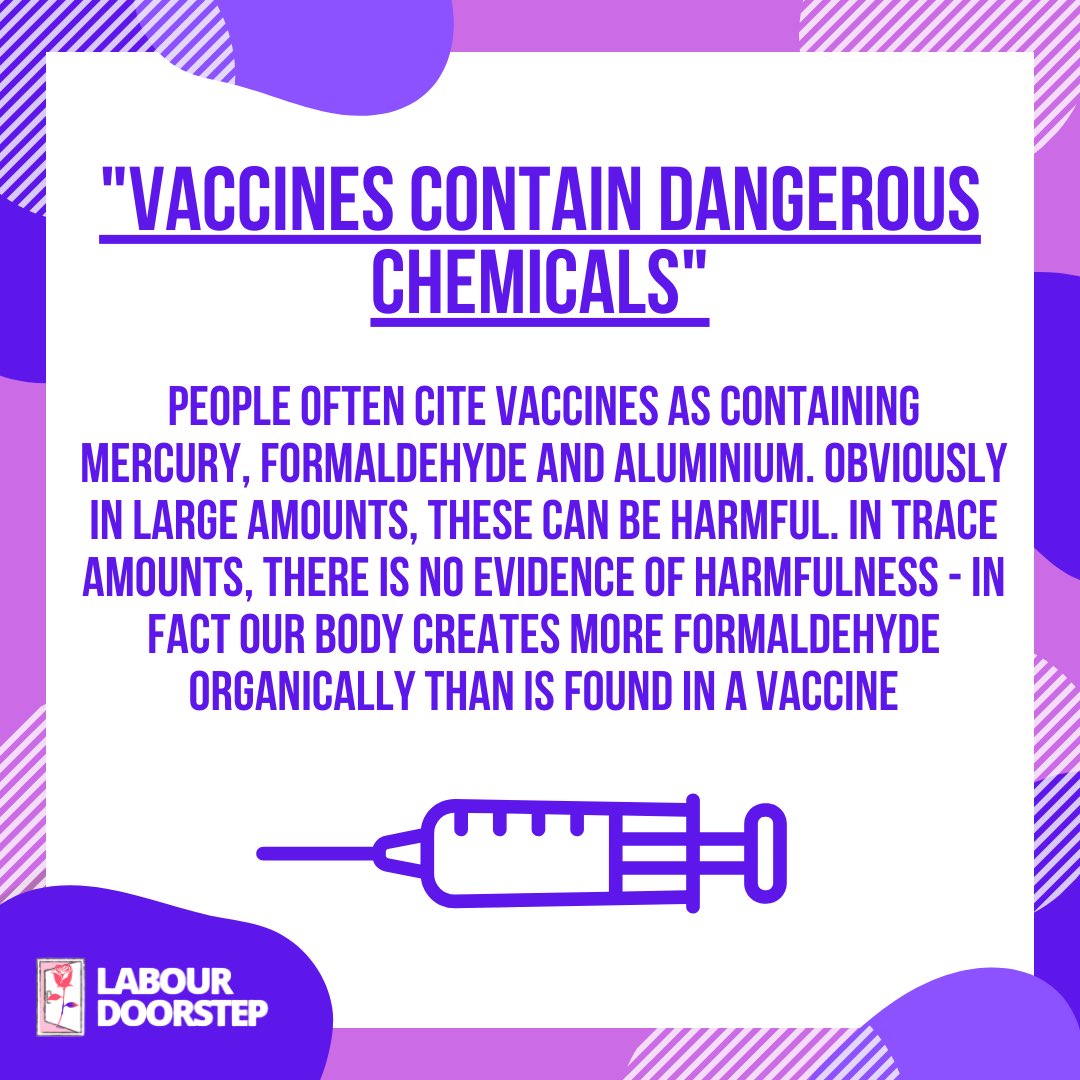 "VACCINES CONTAIN DANGEROUS
CHEMICALS"
PEOPLE OFTEN CITE VACCINES AS CONTAINING
MERCURY, FORMALDEHYDE AND ALUMINIUM. OBVIOUSLY
IN LARGE AMOUNTS, THESE CAN BE HARMFUL. IN TRACE
AMOUNTS, THERE IS NO EVIDENCE OF HARMFULNESS - IN
FACT OUR BODY CREATES MORE FORMALDEHYDE
ORGANICALLY THAN IS FOUND IN A VACCINE
LABOUR
DOORSTEP